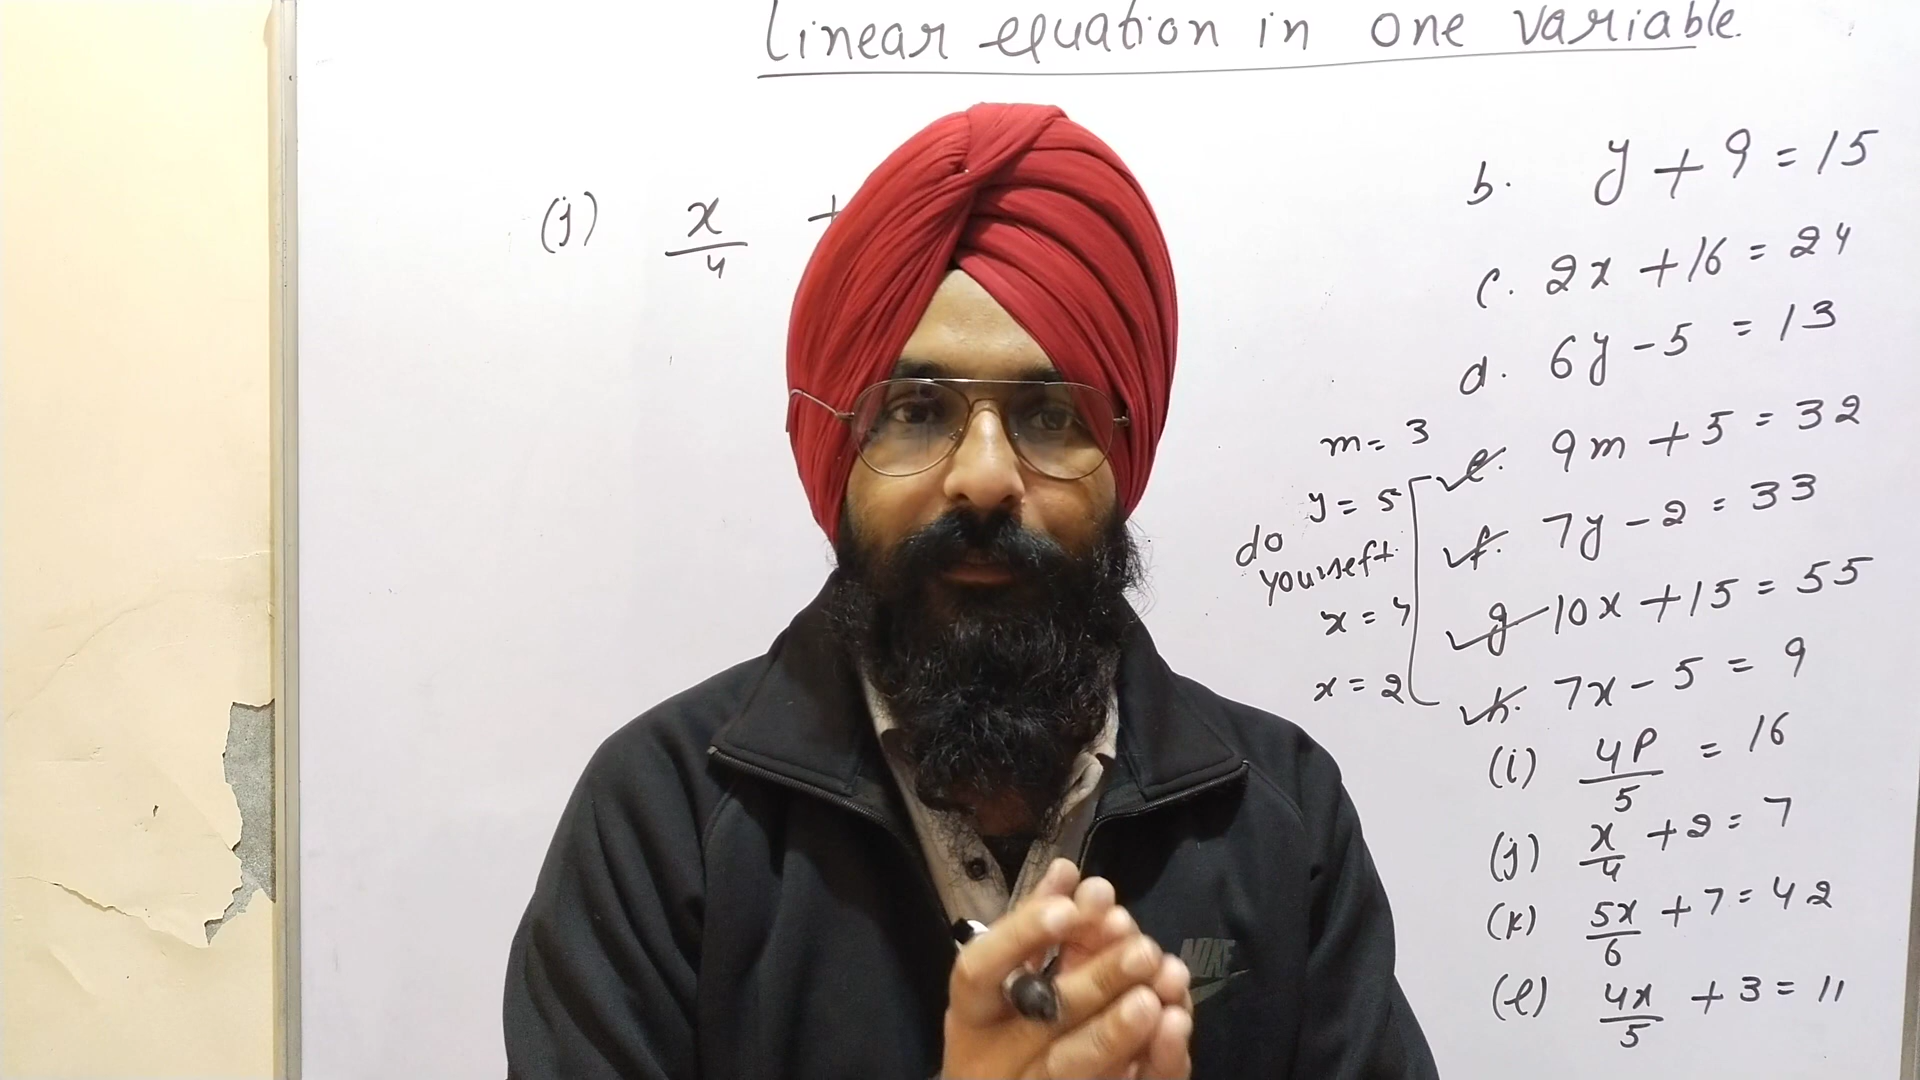 Linear equation in one variable.
(j) x/4 +
b. y + 9 = 15
c. 2x + 16 = 24
d. 6y - 5 = 13
m = 3
e. 9m + 5 = 32
y = 5
f. 7y - 2 = 33
do
yourself
x = 4
g 10x + 15 = 55
x = 2
h. 7x - 5 = 9
(i) 4P/5 = 16
(j) x/4 + 2 = 7
(k) 5x/6 + 7 = 42
(l) 4x/5 + 3 = 11
NIKE